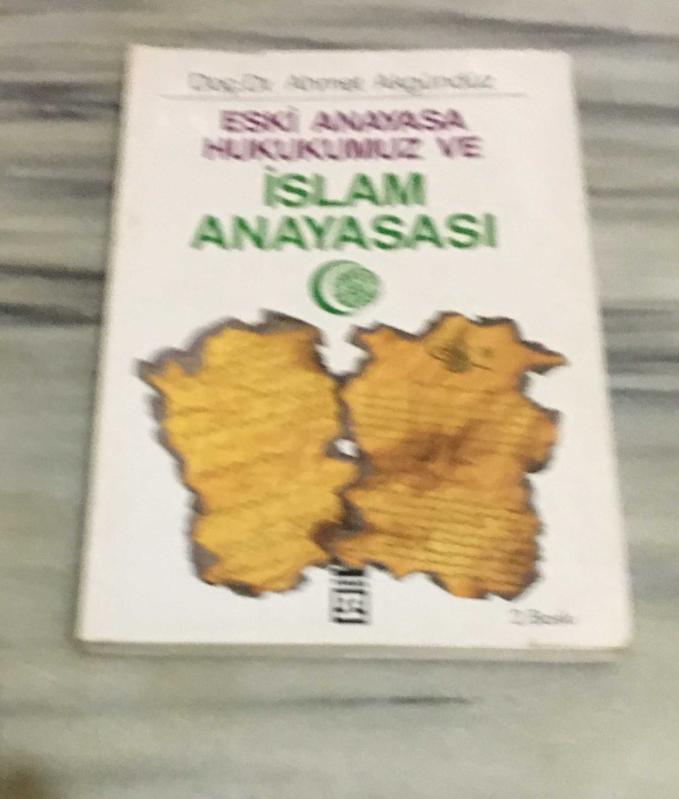 Doç.Dr. Ahmet Akgündüz
ESKİ ANAYASA
HUKUKUMUZ VE
İSLAM
ANAYASASI
2. Baskı